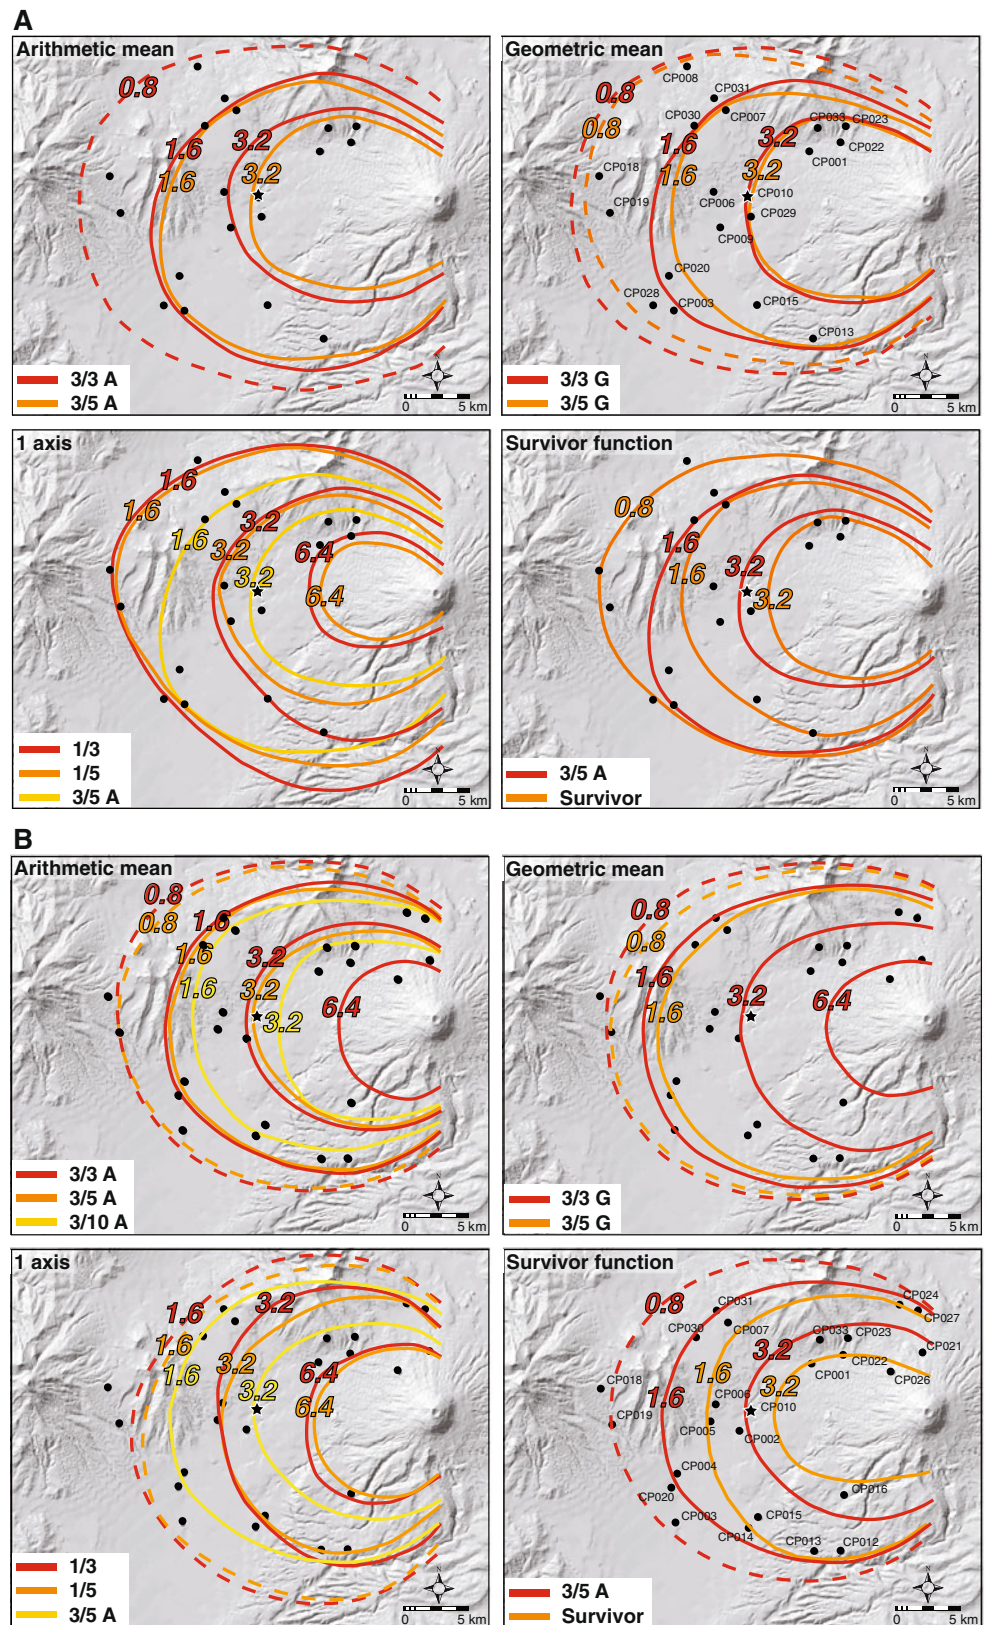 A
Arithmetic mean
0.8
1.6
3.2
1.6
3.2
3/3 A
3/5 A
N
0 5 km
Geometric mean
CP008
0.8
CP031
0.8
CP030
CP007
CP033
CP023
1.6
3.2
CP022
CP001
CP018
1.6
3.2
CP006
CP010
CP019
CP029
CP009
CP020
CP028
CP003
CP015
CP013
3/3 G
3/5 G
N
0 5 km
1 axis
1.6
1.6
3.2
1.6
3.2
6.4
3.2
6.4
1/3
1/5
3/5 A
N
0 5 km
Survivor function
0.8
1.6
1.6
3.2
3.2
3/5 A
Survivor
N
0 5 km
B
Arithmetic mean
0.8
0.8
1.6
1.6
3.2
1.6
3.2
3.2
6.4
3/3 A
3/5 A
3/10 A
N
0 5 km
Geometric mean
0.8
0.8
1.6
1.6
3.2
6.4
3/3 G
3/5 G
N
0 5 km
1 axis
1.6
3.2
1.6
1.6
3.2
6.4
3.2
6.4
1/3
1/5
3/5 A
N
0 5 km
Survivor function
0.8
CP031
CP024
CP027
CP030
CP007
CP033
CP023
CP021
3.2
CP022
CP001
CP026
CP018
1.6
1.6
3.2
CP006
CP010
CP019
CP005
CP002
CP004
CP020
CP016
CP003
CP015
CP014
CP013
CP012
3/5 A
Survivor
N
0 5 km